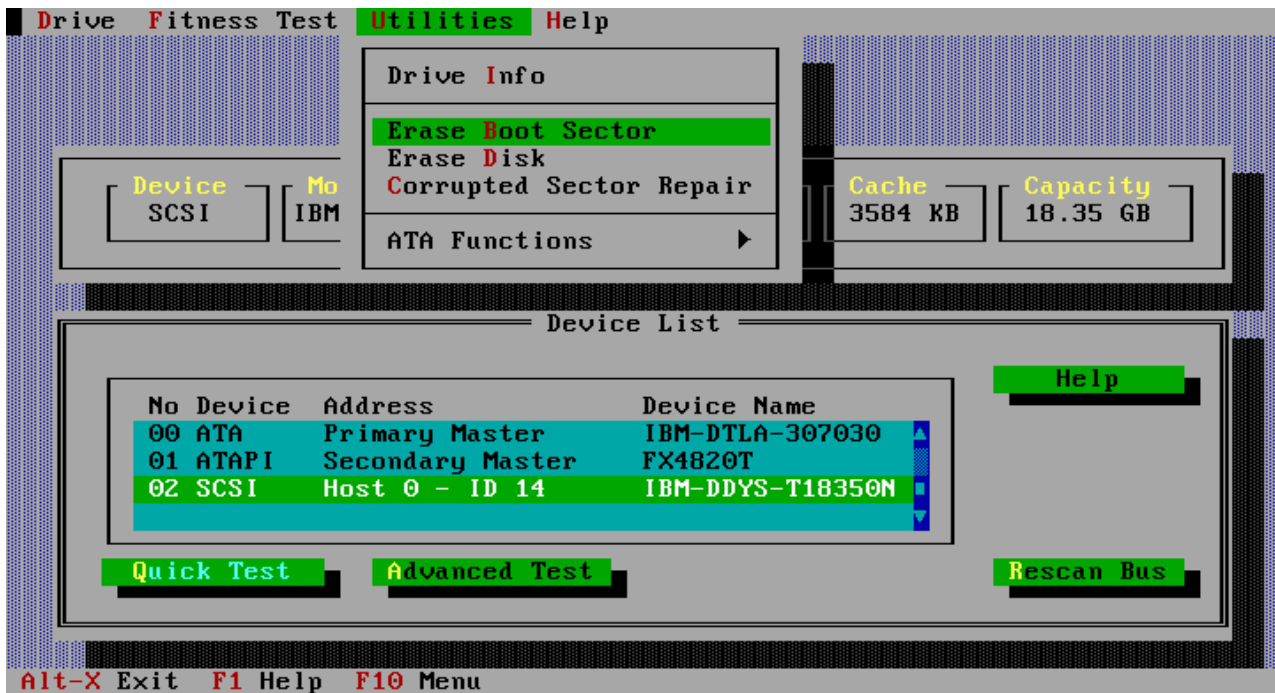 Drive Fitness Test Utilities Help
Drive Info
Erase Boot Sector
Erase Disk
Corrupted Sector Repair
ATA Functions
Device Mo Cache Capacity
SCSI IBM 3584 KB 18.35 GB
Device List
Help
No Device Address Device Name
00 ATA Primary Master IBM-DTLA-307030
01 ATAPI Secondary Master FX4820T
02 SCSI Host 0 - ID 14 IBM-DDYS-T18350N
Quick Test Advanced Test Rescan Bus
Alt-X Exit F1 Help F10 Menu